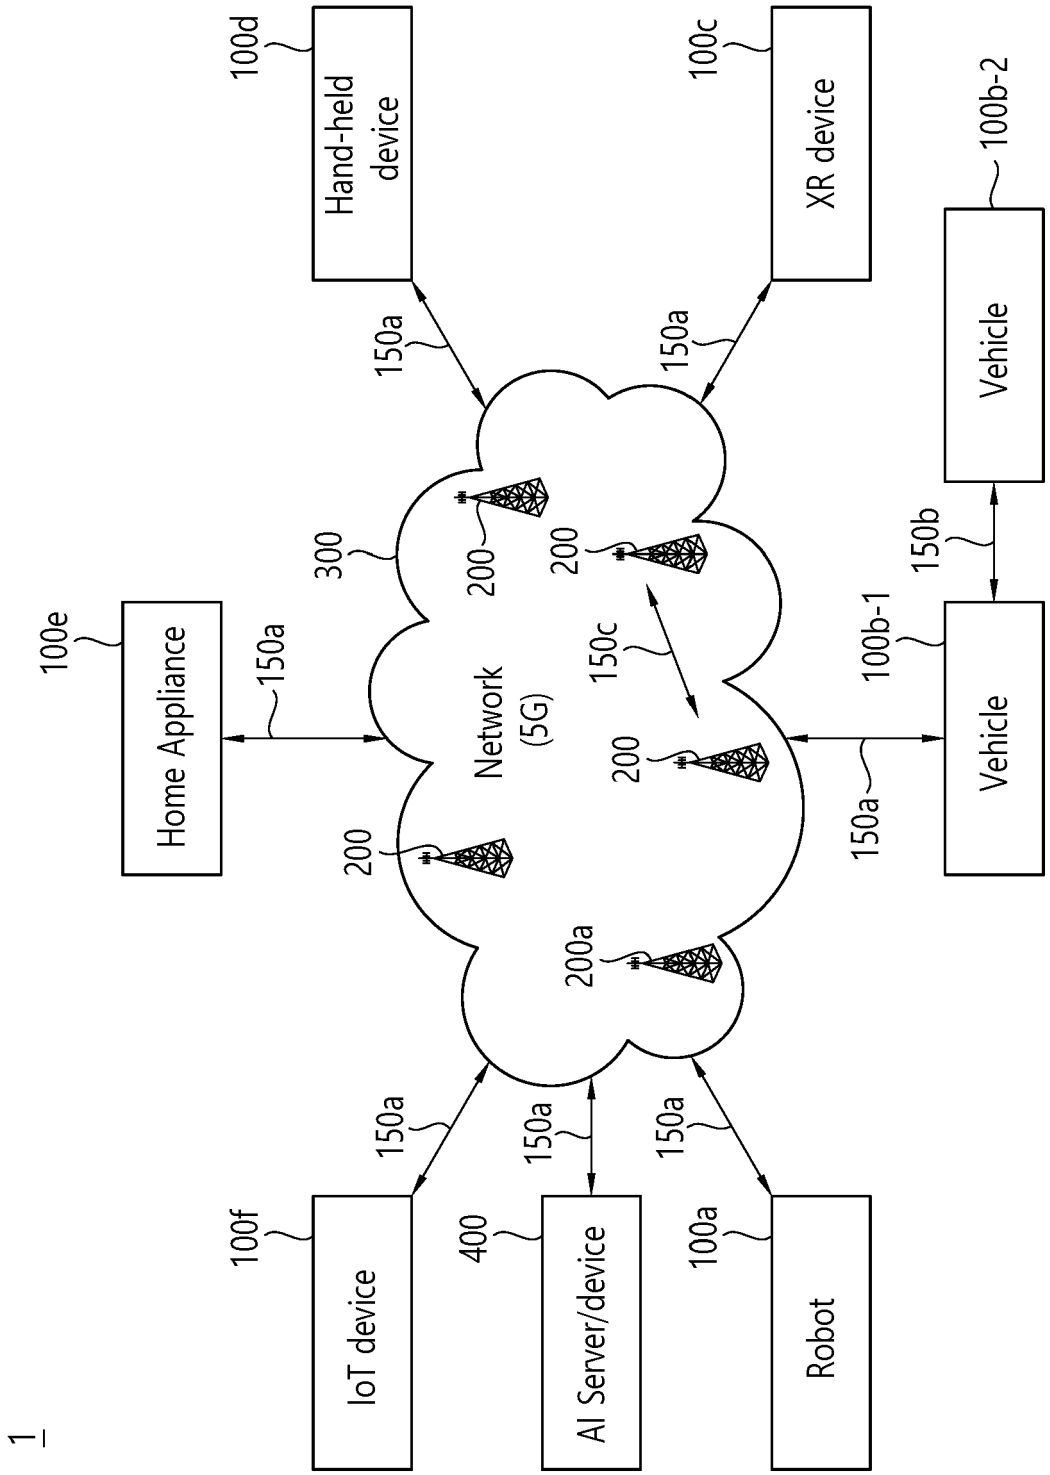 1
100e
Home Appliance
100f
150a
100d
300
IoT device
Hand-held
device
200
150a
150a
400
200
Network
(5G)
150a
200
200a
AI Server/device
150c
200
150a
150a
100a
100c
Robot
XR device
150a
100b-1
150b
Vehicle
Vehicle
100b-2